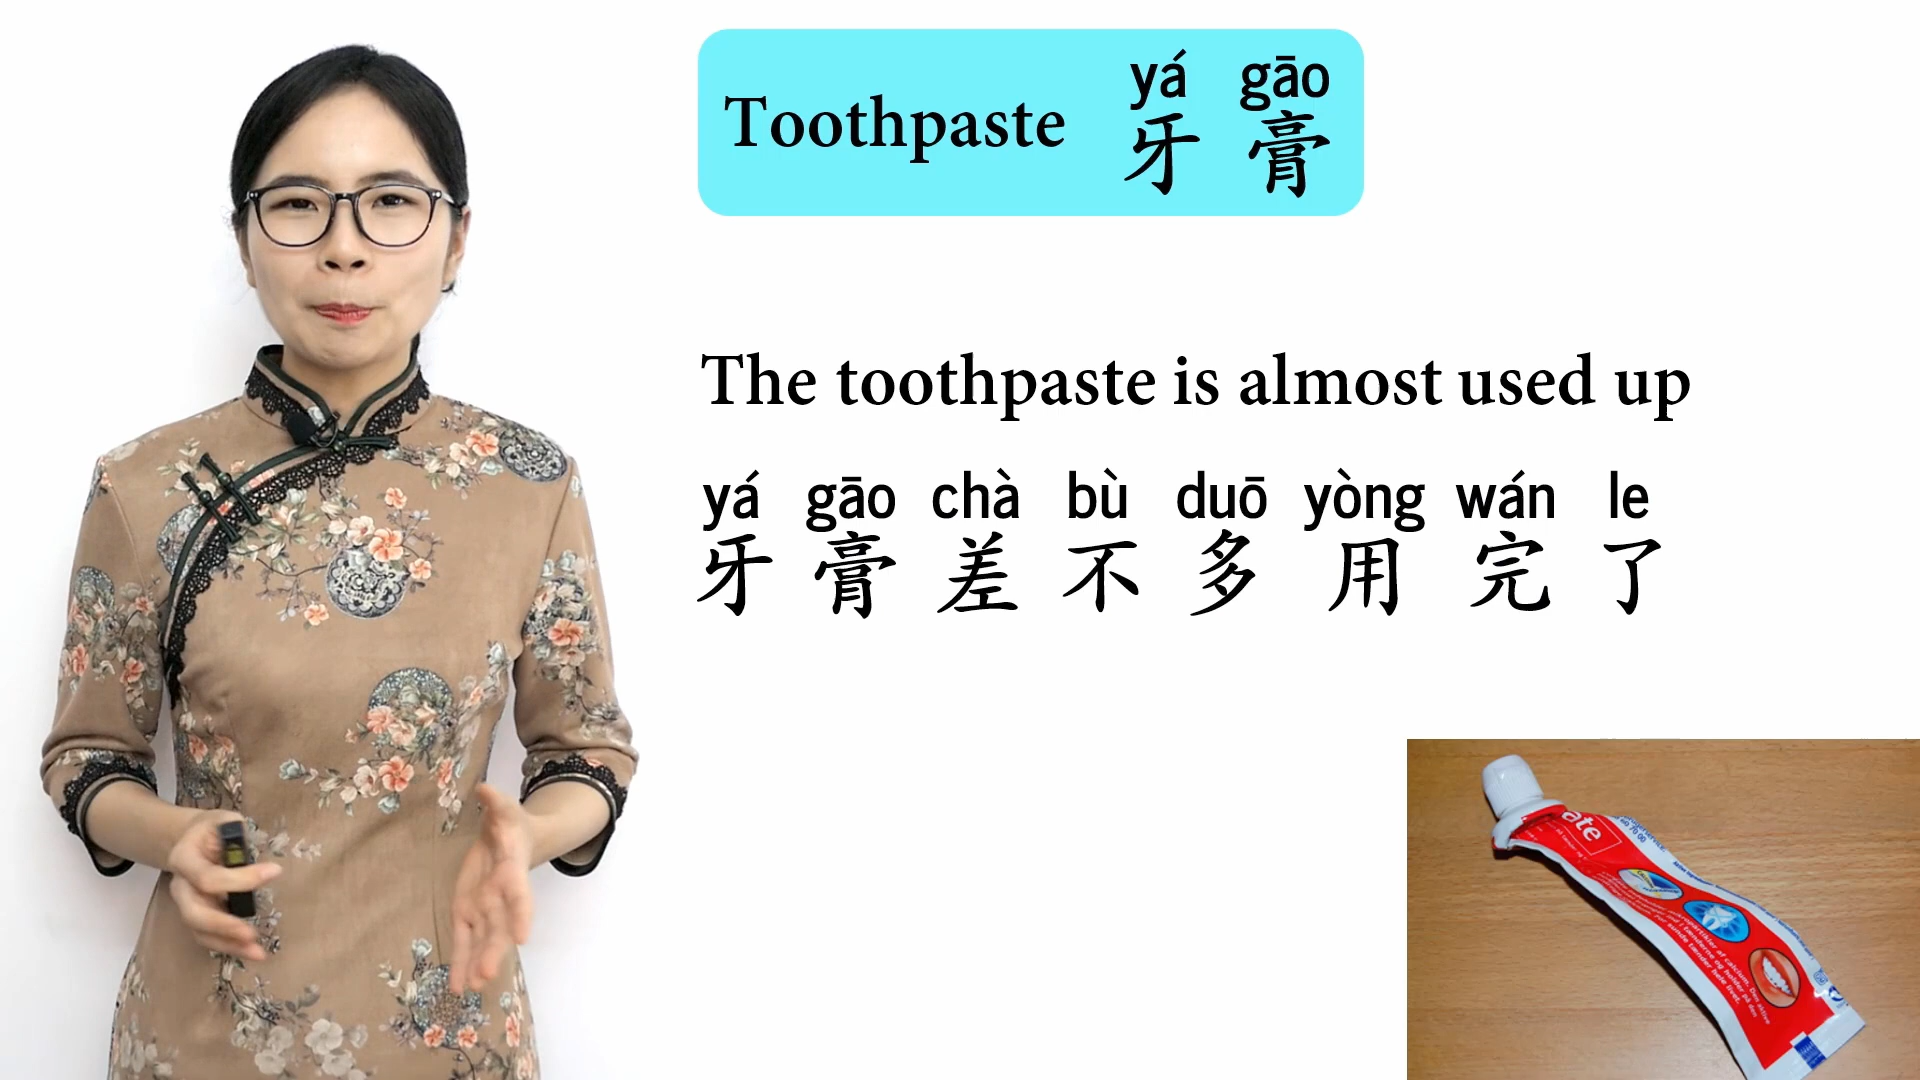 Toothpaste
yá gāo
牙膏
The toothpaste is almost used up
yá gāo chà bù duō yòng wán le
牙膏差不多用完了
ate